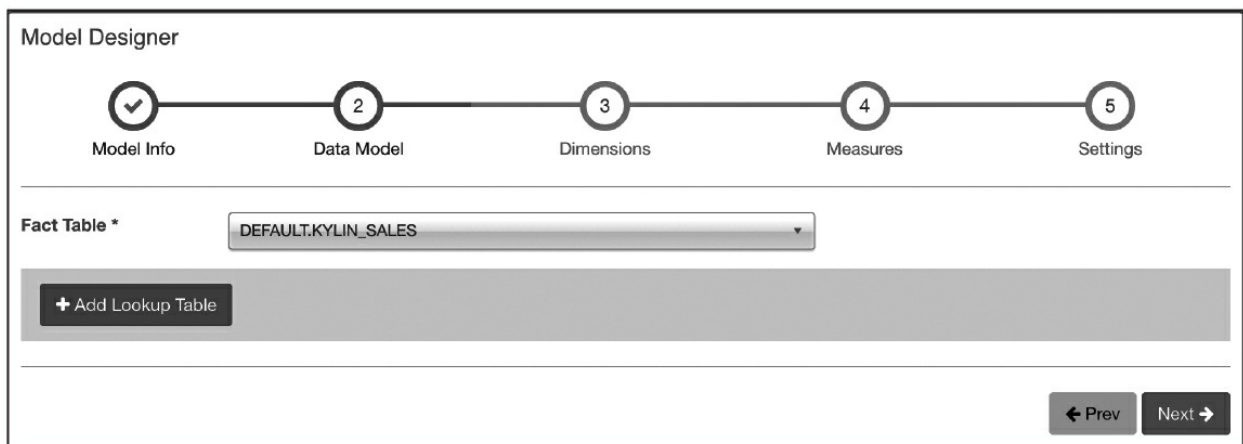 Model Designer
2 3 4 5
Model Info Data Model Dimensions Measures Settings
Fact Table * DEFAULT.KYLIN_SALES
+ Add Lookup Table
← Prev Next →